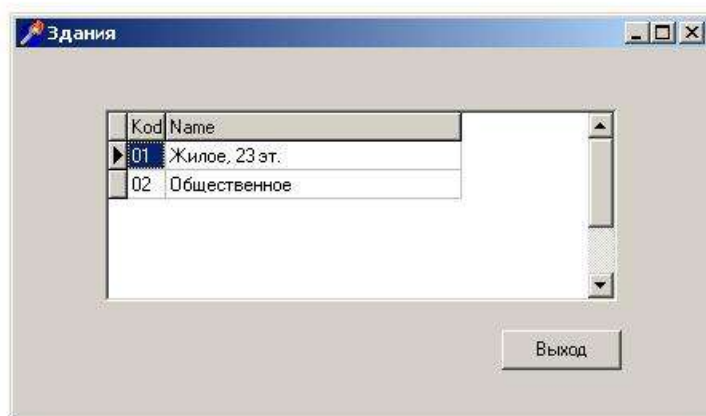 Здания
Kod Name
01 Жилое, 23 эт.
02 Общественное
Выход